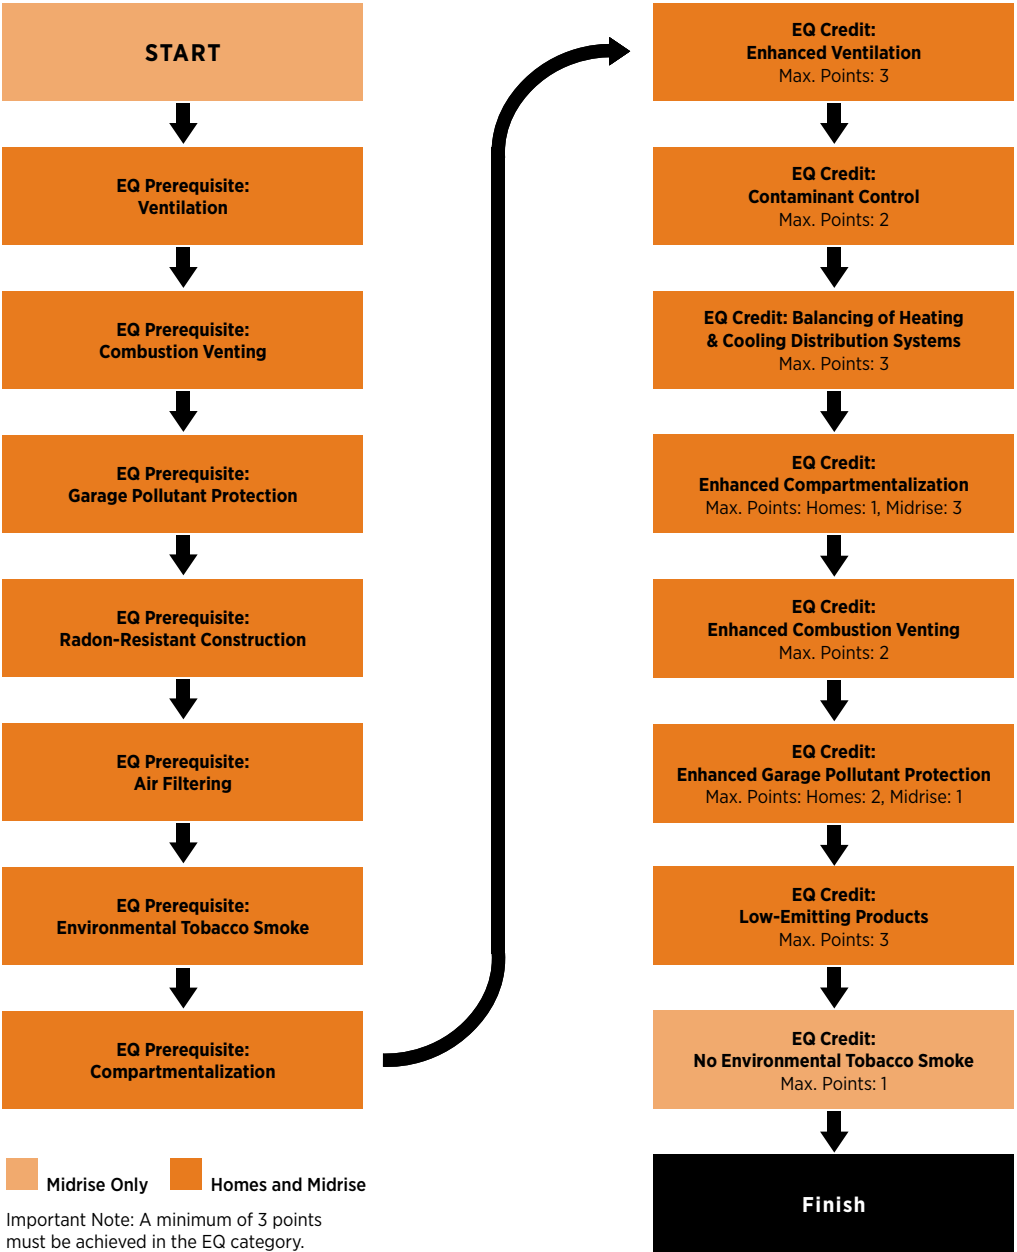 START
EQ Prerequisite:
Ventilation
EQ Prerequisite:
Combustion Venting
EQ Prerequisite:
Garage Pollutant Protection
EQ Prerequisite:
Radon-Resistant Construction
EQ Prerequisite:
Air Filtering
EQ Prerequisite:
Environmental Tobacco Smoke
EQ Prerequisite:
Compartmentalization
EQ Credit:
Enhanced Ventilation
Max. Points: 3
EQ Credit:
Contaminant Control
Max. Points: 2
EQ Credit: Balancing of Heating
& Cooling Distribution Systems
Max. Points: 3
EQ Credit:
Enhanced Compartmentalization
Max. Points: Homes: 1, Midrise: 3
EQ Credit:
Enhanced Combustion Venting
Max. Points: 2
EQ Credit:
Enhanced Garage Pollutant Protection
Max. Points: Homes: 2, Midrise: 1
EQ Credit:
Low-Emitting Products
Max. Points: 3
EQ Credit:
No Environmental Tobacco Smoke
Max. Points: 1
Finish
Midrise Only
Homes and Midrise
Important Note: A minimum of 3 points
must be achieved in the EQ category.